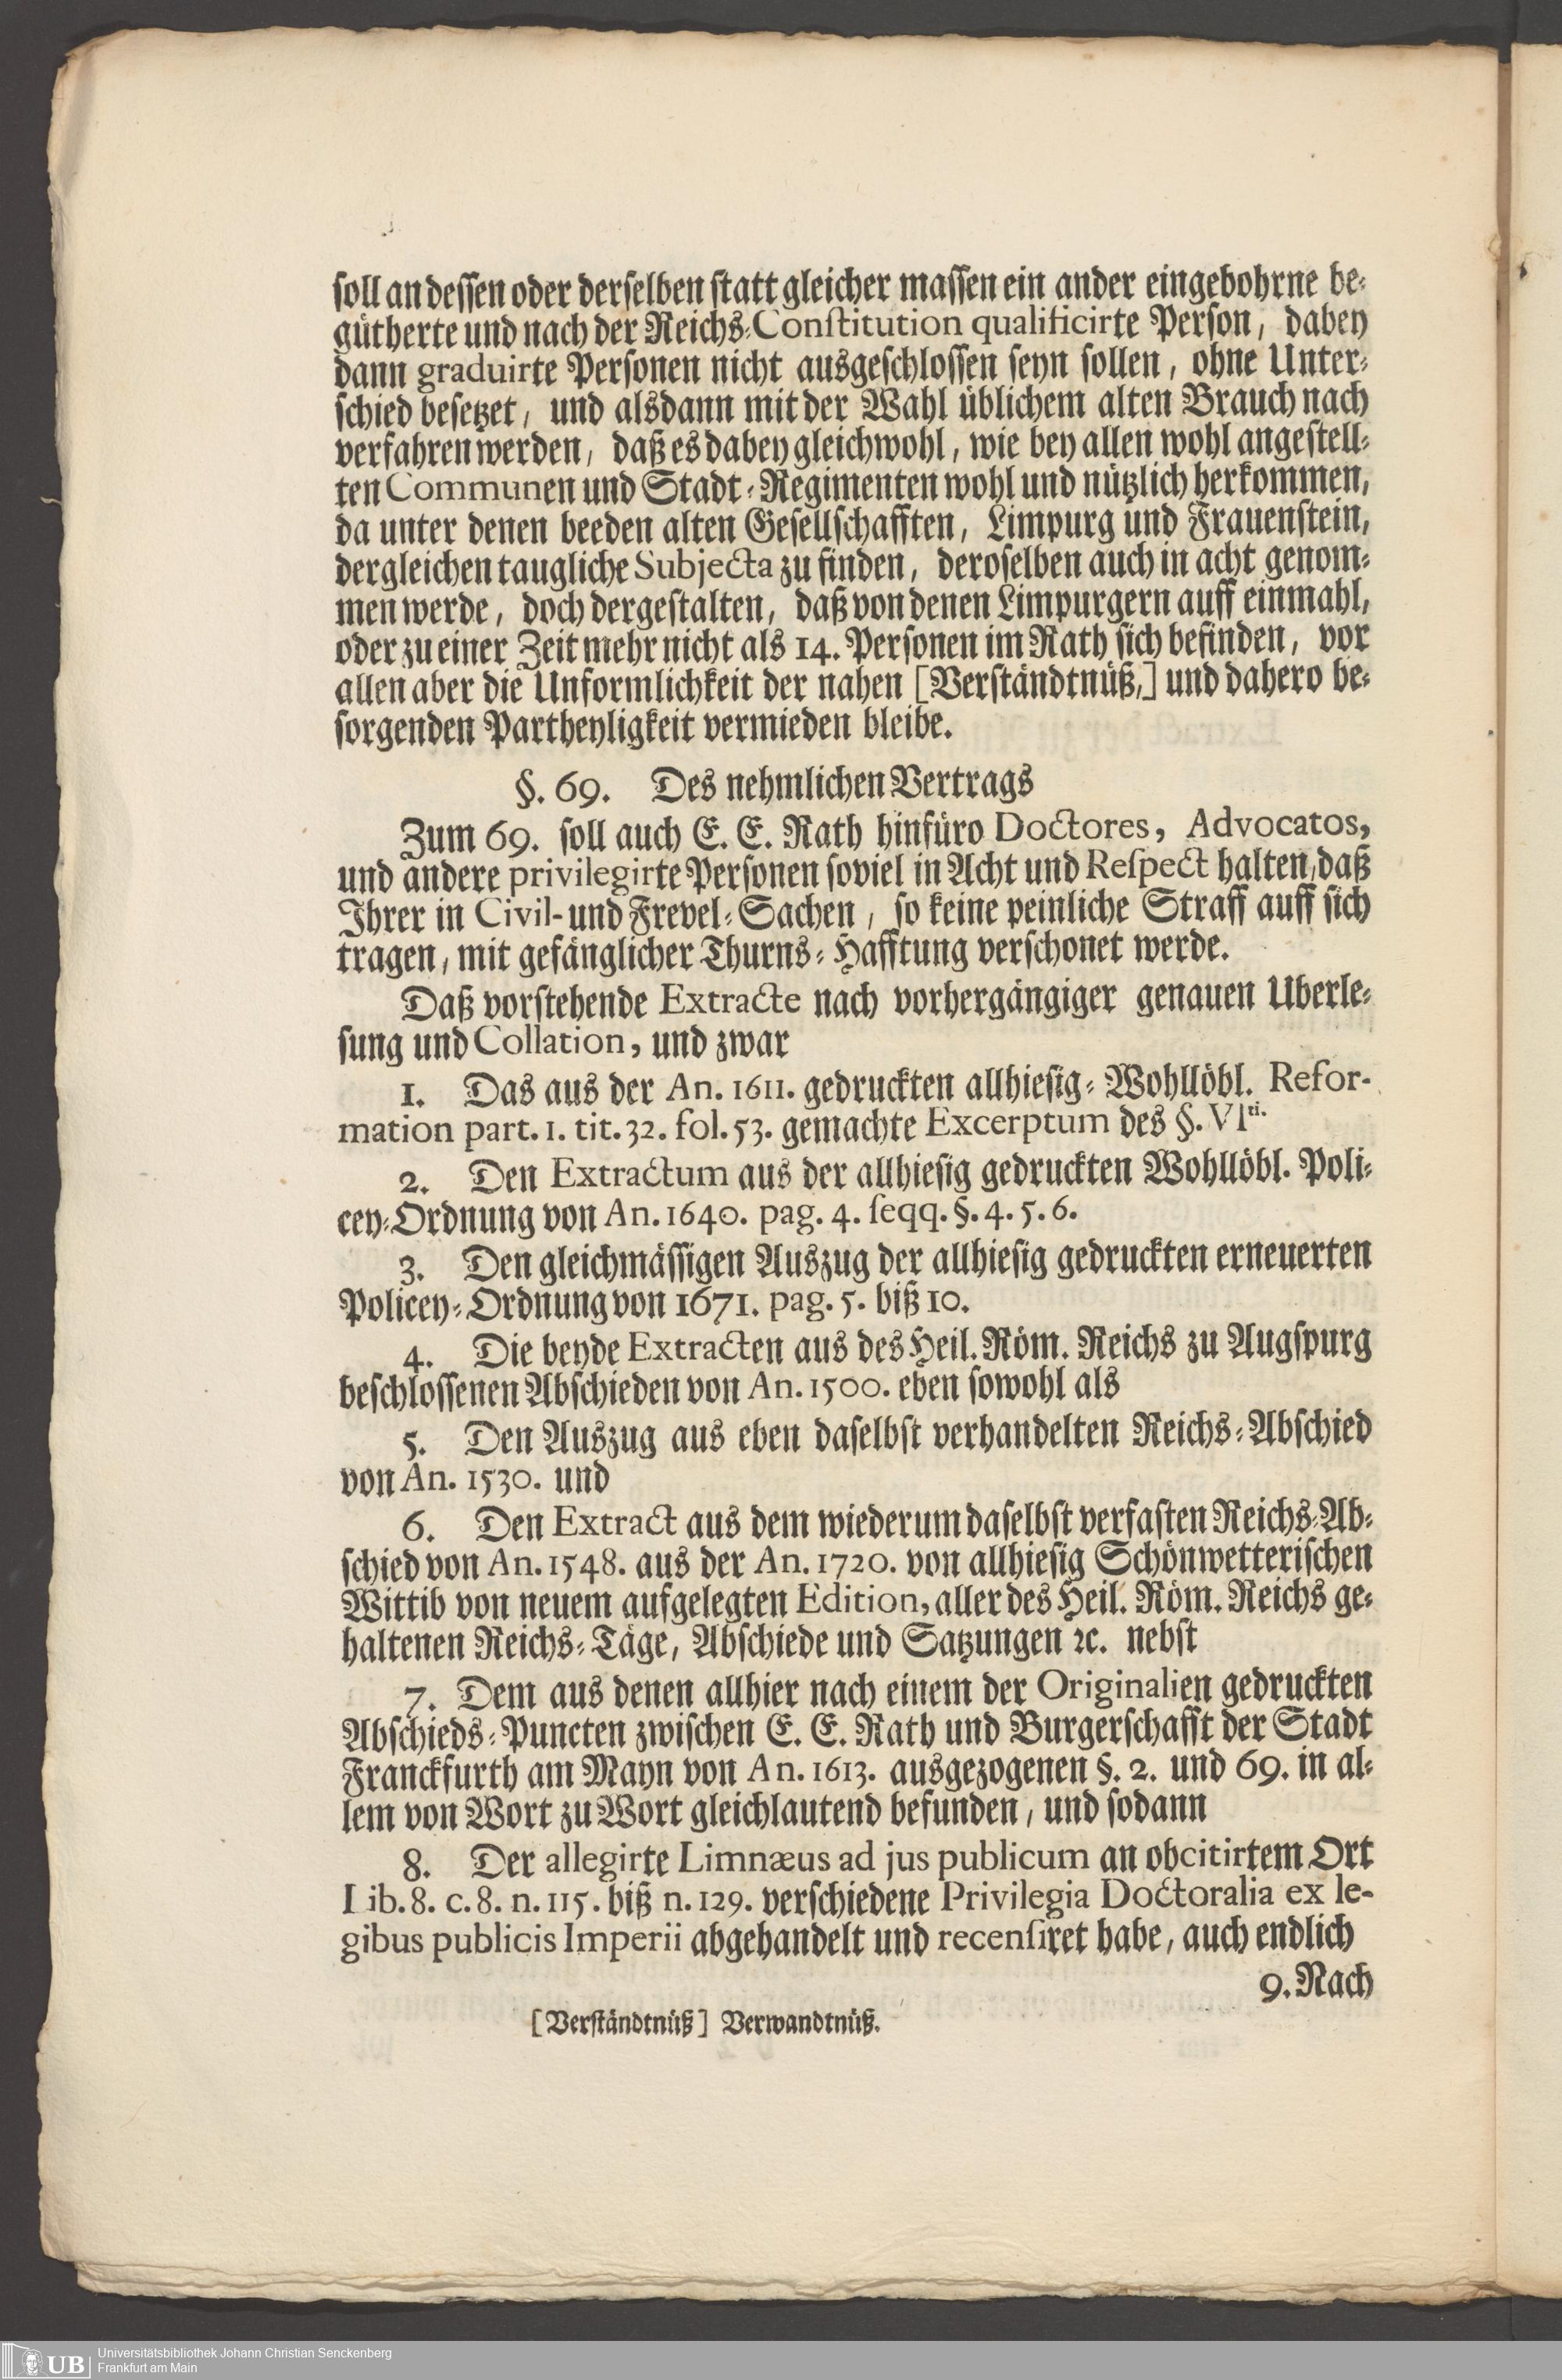 soll an dessen oder derselben statt gleicher massen ein ander eingebohrne be-
gütherte und nach der Reichs-Constitution qualificirte Person, dabey
dann graduirte Personen nicht ausgeschlossen seyn sollen, ohne Unter-
schied besetzet, und alsdann mit der Wahl üblichem alten Brauch nach
verfahren werden, daß es dabey gleichwohl, wie bey allen wohl angestell-
ten Communen und Stadt-Regimenten wohl und nützlich herkommen,
da unter denen beeden alten Gesellschafften, Limpurg und Frauenstein,
dergleichen taugliche Subjecta zu finden, deroselben auch in acht genom-
men werde, doch dergestalten, daß von denen Limpurgern auff einmahl,
oder zu einer Zeit mehr nicht als 14. Personen im Rath sich befinden, vor
allen aber die Unformlichkeit der nahen [Verständtnüß,] und dahero be-
sorgenden Partheyligkeit vermieden bleibe.
§. 69. Des nehmlichen Vertrags
Zum 69. soll auch E. E. Rath hinfüro Doctores, Advocatos,
und andere privilegirte Personen soviel in Acht und Respect halten, daß
Ihrer in Civil- und Frevel-Sachen, so keine peinliche Straff auff sich
tragen, mit gefänglicher Thurns-Hafftung verschonet werde.
Daß vorstehende Extracte nach vorhergängiger genauen Uberle-
sung und Collation, und zwar
1. Das aus der An. 1611. gedruckten allhiesig-Wohllöbl. Refor-
mation part. 1. tit. 32. fol. 53. gemachte Excerptum des §. VI^ti.
2. Den Extractum aus der allhiesig gedruckten Wohllöbl. Poli-
cey-Ordnung von An. 1640. pag. 4. seqq. §. 4. 5. 6.
3. Den gleichmässigen Auszug der allhiesig gedruckten erneuerten
Policey-Ordnung von 1671. pag. 5. biß 10.
4. Die beyde Extracten aus des Heil. Röm. Reichs zu Augspurg
beschlossenen Abschieden von An. 1500. eben sowohl als
5. Den Auszug aus eben daselbst verhandelten Reichs-Abschied
von An. 1530. und
6. Den Extract aus dem wiederum daselbst verfasten Reichs-Ab-
schied von An. 1548. aus der An. 1720. von allhiesig Schönwetterischen
Wittib von neuem aufgelegten Edition, aller des Heil. Röm. Reichs ge-
haltenen Reichs-Täge, Abschiede und Satzungen ꝛc. nebst
7. Dem aus denen allhier nach einem der Originalien gedruckten
Abschieds-Puncten zwischen E. E. Rath und Burgerschafft der Stadt
Franckfurth am Mayn von An. 1613. ausgezogenen §. 2. und 69. in al-
lem von Wort zu Wort gleichlautend befunden, und sodann
8. Der allegirte Limnæus ad jus publicum an obcitirtem Ort
Lib. 8. c. 8. n. 115. biß n. 129. verschiedene Privilegia Doctoralia ex le-
gibus publicis Imperii abgehandelt und recensiret habe, auch endlich
9. Nach
[Verständtnüß] Verwandtnüß.
UB Universitätsbibliothek Johann Christian Senckenberg
Frankfurt am Main